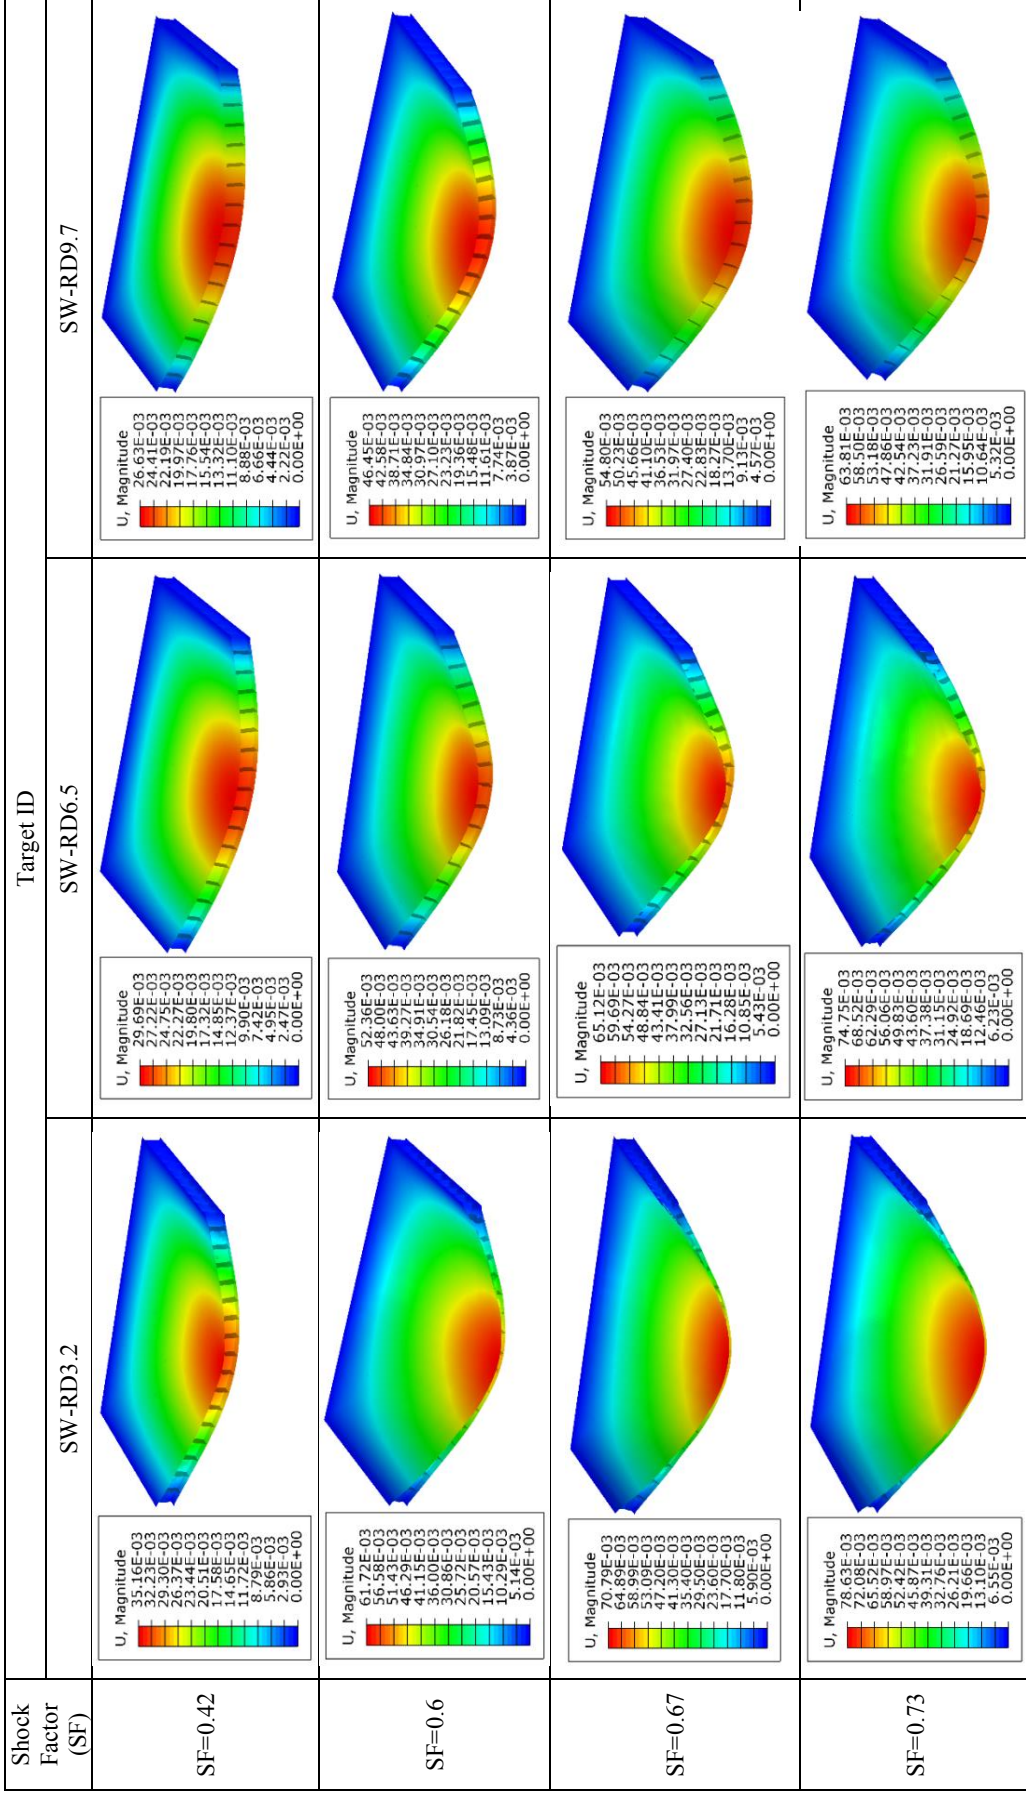 Shock
Factor
(SF)
Target ID
SW-RD3.2
SW-RD6.5
SW-RD9.7
SF=0.42
U, Magnitude
35.16E-03
32.23E-03
29.30E-03
26.37E-03
23.44E-03
20.51E-03
17.58E-03
14.65E-03
11.72E-03
8.79E-03
5.86E-03
2.93E-03
0.00E+00
U, Magnitude
29.69E-03
27.22E-03
24.75E-03
22.27E-03
19.80E-03
17.32E-03
14.85E-03
12.37E-03
9.90E-03
7.42E-03
4.95E-03
2.47E-03
0.00E+00
U, Magnitude
26.63E-03
24.41E-03
22.19E-03
19.97E-03
17.76E-03
15.54E-03
13.32E-03
11.10E-03
8.88E-03
6.66E-03
4.44E-03
2.22E-03
0.00E+00
SF=0.6
U, Magnitude
61.72E-03
56.58E-03
51.43E-03
46.29E-03
41.15E-03
36.00E-03
30.86E-03
25.72E-03
20.57E-03
15.43E-03
10.29E-03
5.14E-03
0.00E+00
U, Magnitude
52.36E-03
48.00E-03
43.63E-03
39.27E-03
34.91E-03
30.54E-03
26.18E-03
21.82E-03
17.45E-03
13.09E-03
8.73E-03
4.36E-03
0.00E+00
U, Magnitude
46.45E-03
42.58E-03
38.71E-03
34.84E-03
30.97E-03
27.10E-03
23.23E-03
19.36E-03
15.48E-03
11.61E-03
7.74E-03
3.87E-03
0.00E+00
SF=0.67
U, Magnitude
70.79E-03
64.89E-03
58.99E-03
53.09E-03
47.20E-03
41.30E-03
35.40E-03
29.50E-03
23.60E-03
17.70E-03
11.80E-03
5.90E-03
0.00E+00
U, Magnitude
65.12E-03
59.69E-03
54.27E-03
48.84E-03
43.41E-03
37.99E-03
32.56E-03
27.13E-03
21.71E-03
16.28E-03
10.85E-03
5.43E-03
0.00E+00
U, Magnitude
54.80E-03
50.23E-03
45.66E-03
41.10E-03
36.53E-03
31.97E-03
27.40E-03
22.83E-03
18.27E-03
13.70E-03
9.13E-03
4.57E-03
0.00E+00
SF=0.73
U, Magnitude
78.63E-03
72.08E-03
65.52E-03
58.97E-03
52.42E-03
45.87E-03
39.31E-03
32.76E-03
26.21E-03
19.66E-03
13.10E-03
6.55E-03
0.00E+00
U, Magnitude
74.75E-03
68.52E-03
62.29E-03
56.06E-03
49.83E-03
43.60E-03
37.38E-03
31.15E-03
24.92E-03
18.69E-03
12.46E-03
6.23E-03
0.00E+00
U, Magnitude
63.81E-03
58.50E-03
53.18E-03
47.86E-03
42.54E-03
37.23E-03
31.91E-03
26.59E-03
21.27E-03
15.95E-03
10.64E-03
5.32E-03
0.00E+00